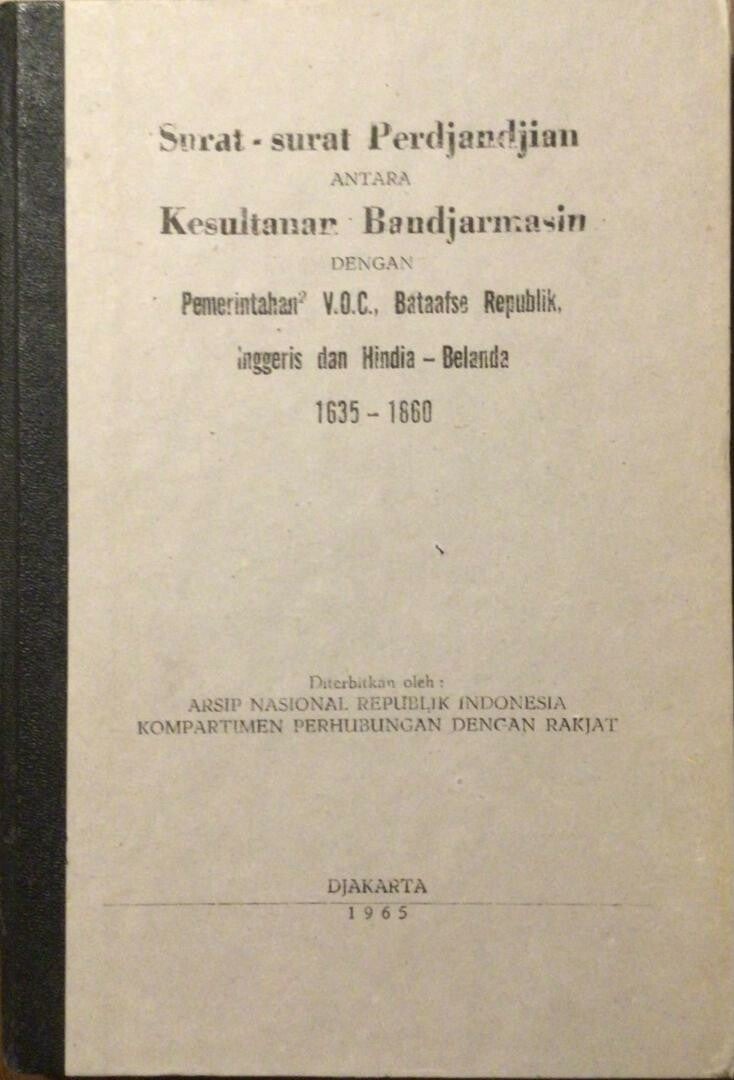 Surat - surat Perdjandjian
ANTARA
Kesultanan Bandjarmasin
DENGAN
Pemerintahan² V.O.C., Bataafse Republik,
Inggeris dan Hindia – Belanda
1635 – 1860
Diterbitkan oleh :
ARSIP NASIONAL REPUBLIK INDONESIA
KOMPARTIMEN PERHUBUNGAN DENGAN RAKJAT
DJAKARTA
1965